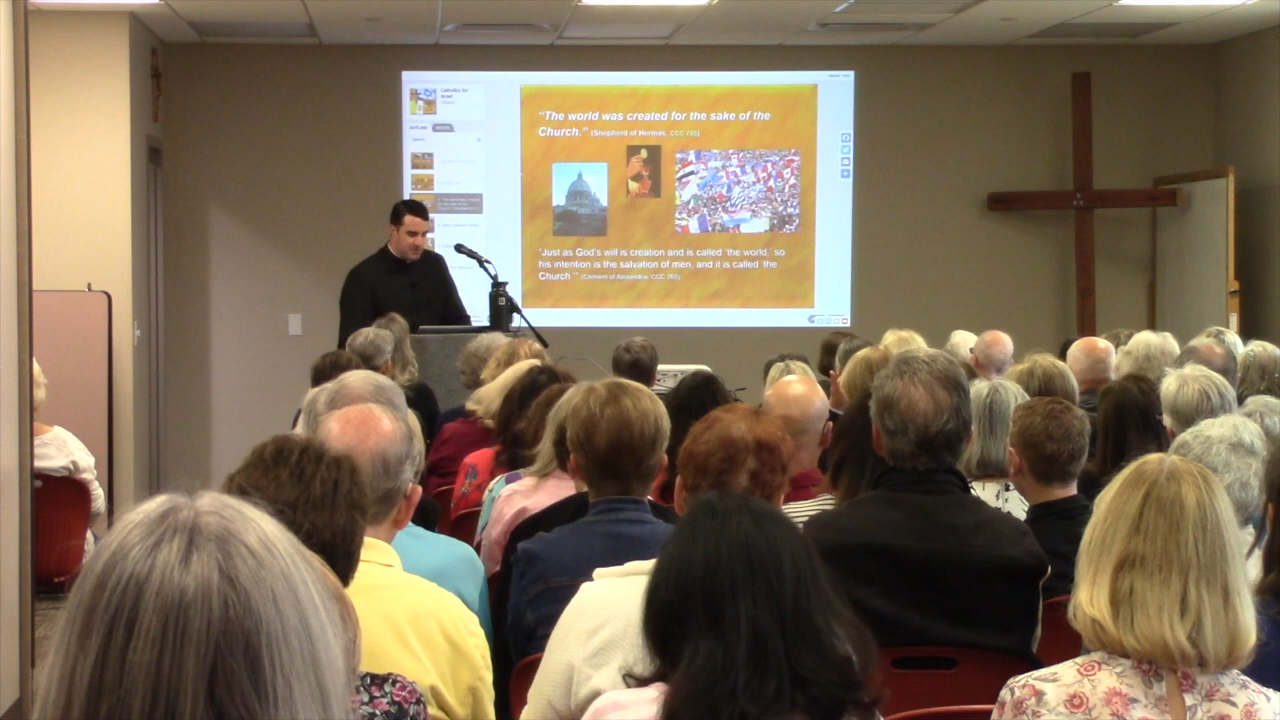 Catholics for
Israel
"The world was created for the sake of the
Church." (Shepherd of Hermas, CCC 760)
"Just as God's will is creation and is called 'the world,' so
his intention is the salvation of men, and it is called 'the
Church.'" (Clement of Alexandria, CCC 760)